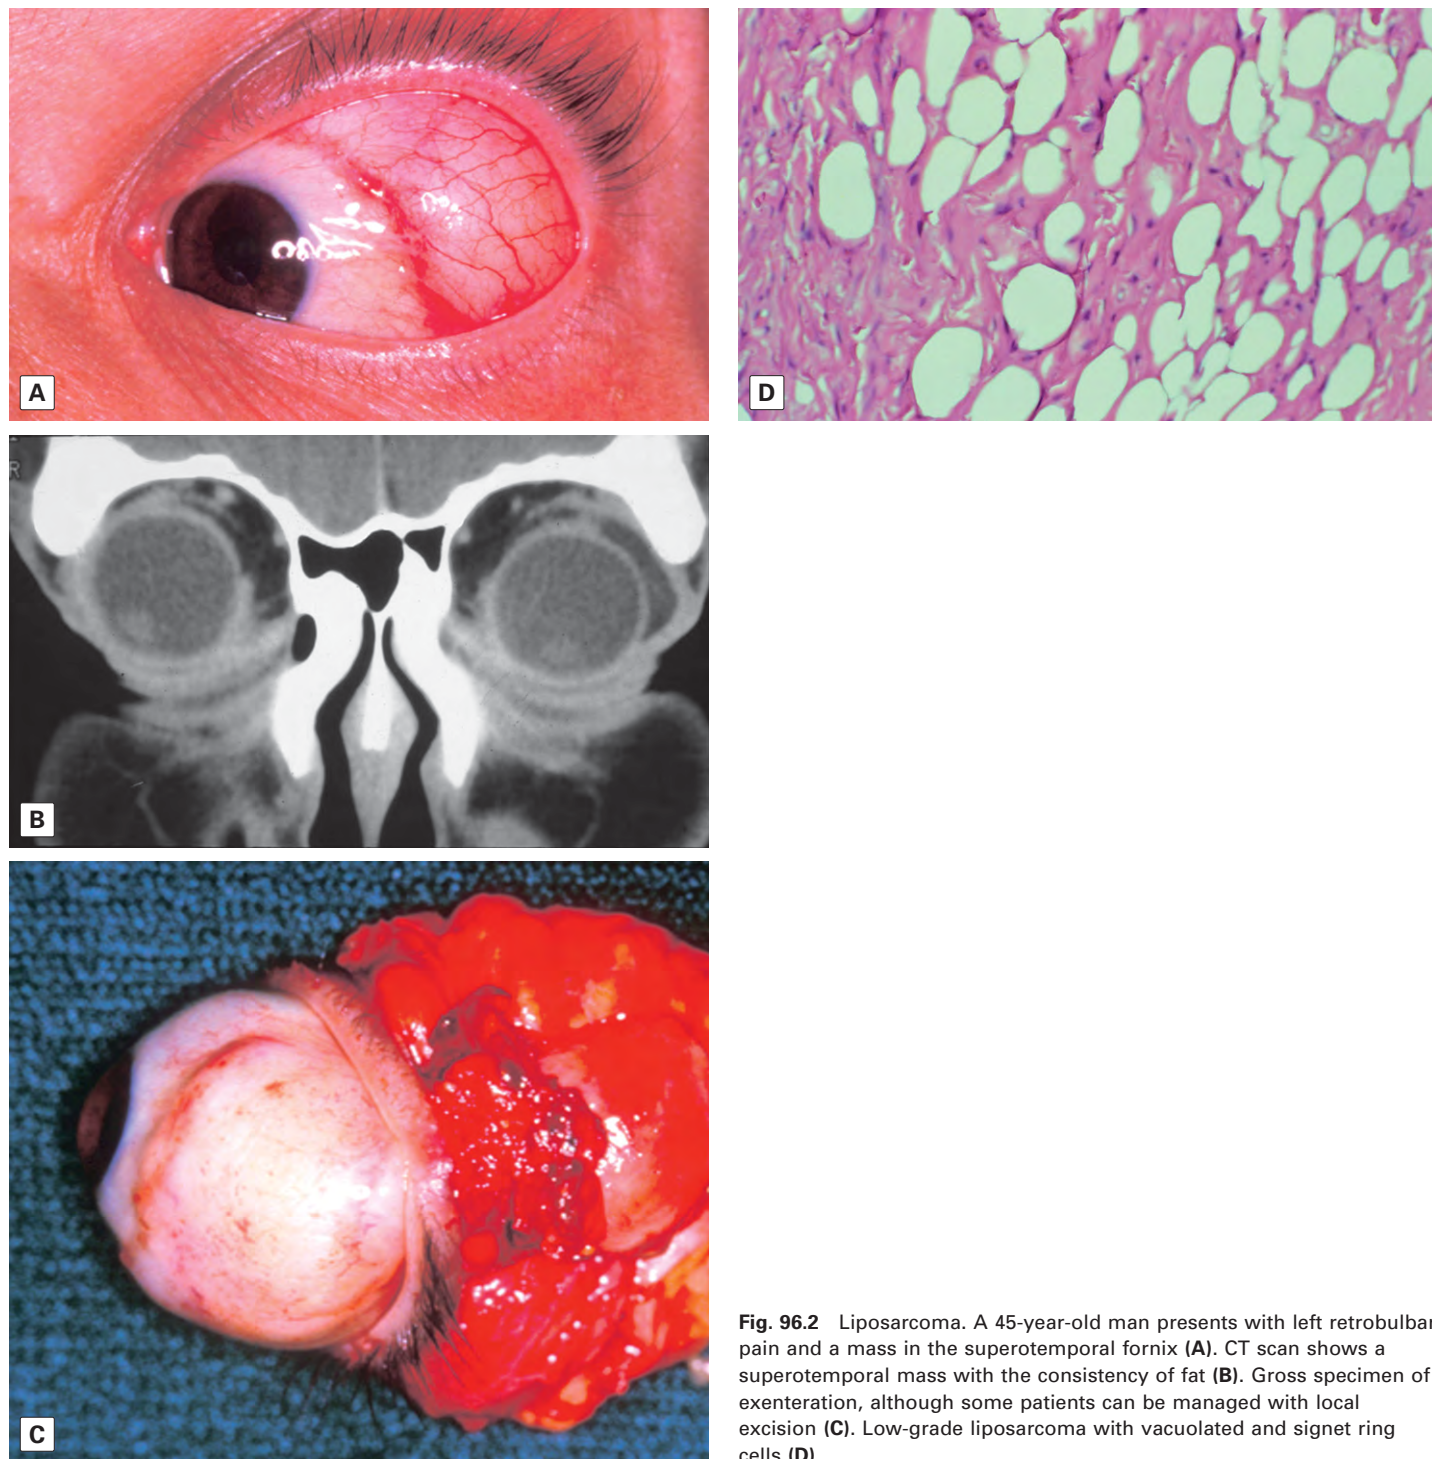 A
D
R
B
C
Fig. 96.2 Liposarcoma. A 45-year-old man presents with left retrobulbar
pain and a mass in the superotemporal fornix (A). CT scan shows a
superotemporal mass with the consistency of fat (B). Gross specimen of
exenteration, although some patients can be managed with local
excision (C). Low-grade liposarcoma with vacuolated and signet ring
cells (D)